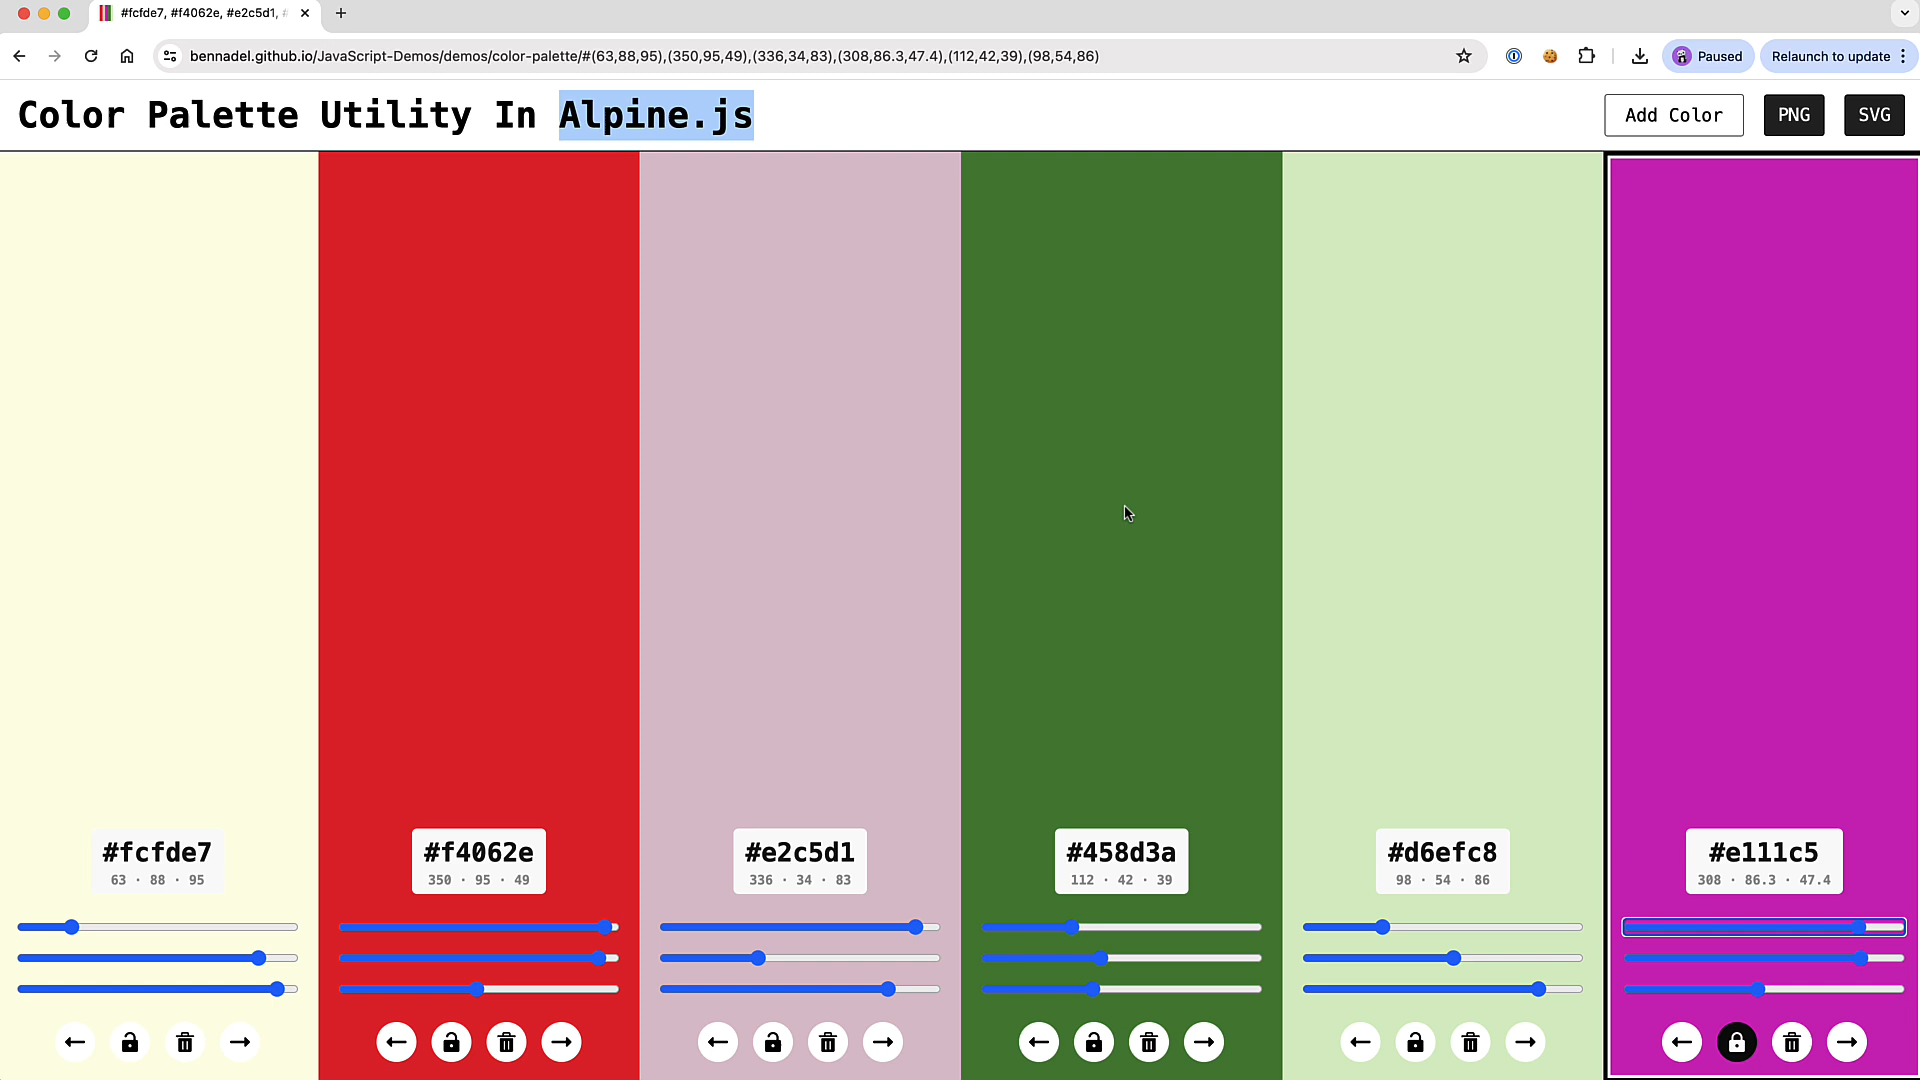 #fcfde7, #f4062e, #e2c5d1, #
bennadel.github.io/JavaScript-Demos/demos/color-palette/#(63,88,95),(350,95,49),(336,34,83),(308,86.3,47.4),(112,42,39),(98,54,86)
Paused
Relaunch to update
Color Palette Utility In Alpine.js
Add Color
PNG
SVG
#fcfde7
63 · 88 · 95
#f4062e
350 · 95 · 49
#e2c5d1
336 · 34 · 83
#458d3a
112 · 42 · 39
#d6efc8
98 · 54 · 86
#e111c5
308 · 86.3 · 47.4